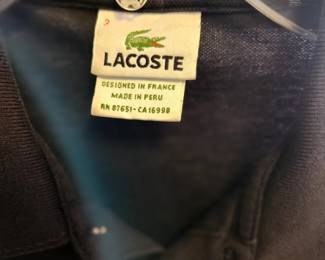 LACOSTE
DESIGNED IN FRANCE
MADE IN PERU
RN 87651-CA16998